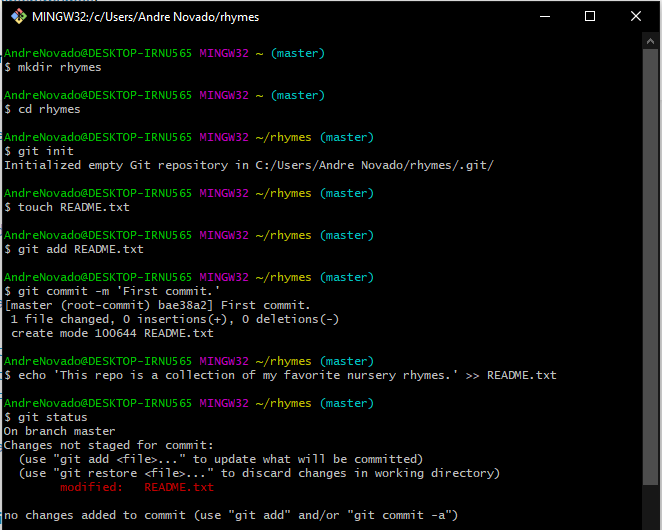 MINGW32:/c/Users/Andre Novado/rhymes
AndreNovado@DESKTOP-IRNU565 MINGW32 ~ (master)
$ mkdir rhymes
AndreNovado@DESKTOP-IRNU565 MINGW32 ~ (master)
$ cd rhymes
AndreNovado@DESKTOP-IRNU565 MINGW32 ~/rhymes (master)
$ git init
Initialized empty Git repository in C:/Users/Andre Novado/rhymes/.git/
AndreNovado@DESKTOP-IRNU565 MINGW32 ~/rhymes (master)
$ touch README.txt
AndreNovado@DESKTOP-IRNU565 MINGW32 ~/rhymes (master)
$ git add README.txt
AndreNovado@DESKTOP-IRNU565 MINGW32 ~/rhymes (master)
$ git commit -m 'First commit.'
[master (root-commit) bae38a2] First commit.
 1 file changed, 0 insertions(+), 0 deletions(-)
 create mode 100644 README.txt
AndreNovado@DESKTOP-IRNU565 MINGW32 ~/rhymes (master)
$ echo 'This repo is a collection of my favorite nursery rhymes.' >> README.txt
AndreNovado@DESKTOP-IRNU565 MINGW32 ~/rhymes (master)
$ git status
On branch master
Changes not staged for commit:
  (use "git add <file>..." to update what will be committed)
  (use "git restore <file>..." to discard changes in working directory)
        modified:   README.txt
no changes added to commit (use "git add" and/or "git commit -a")